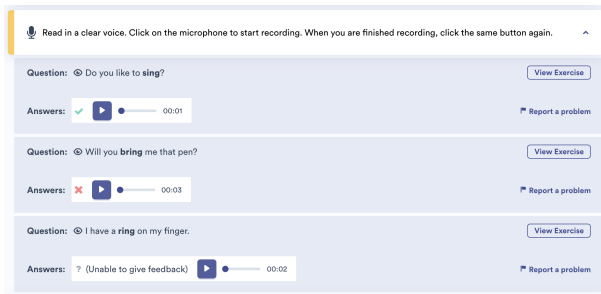 Read in a clear voice. Click on the microphone to start recording. When you are finished recording, click the same button again.
Question: Do you like to sing? View Exercise
Answers: 00:01 Report a problem
Question: Will you bring me that pen? View Exercise
Answers: 00:03 Report a problem
Question: I have a ring on my finger. View Exercise
Answers: ? (Unable to give feedback) 00:02 Report a problem